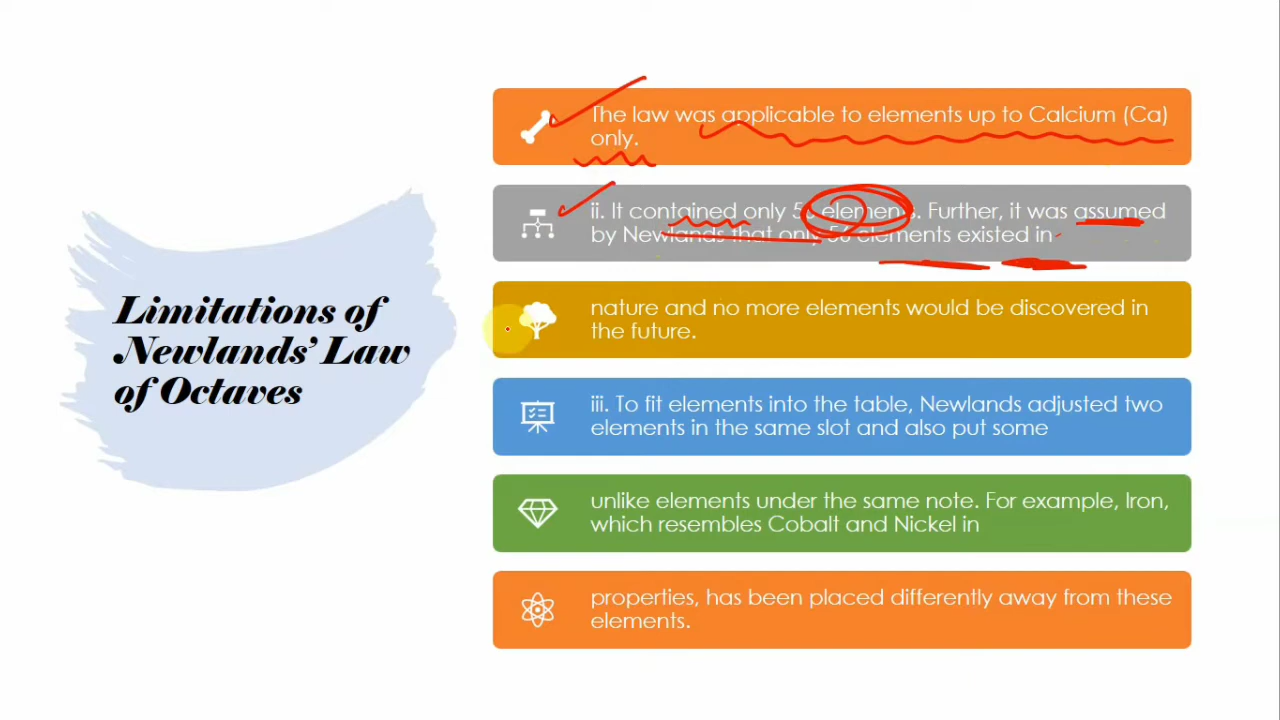 Limitations of
Newlands' Law
of Octaves
The law was applicable to elements up to Calcium (Ca)
only.
ii. It contained only 56 elements. Further, it was assumed
by Newlands that only 56 elements existed in
nature and no more elements would be discovered in
the future.
iii. To fit elements into the table, Newlands adjusted two
elements in the same slot and also put some
unlike elements under the same note. For example, Iron,
which resembles Cobalt and Nickel in
properties, has been placed differently away from these
elements.